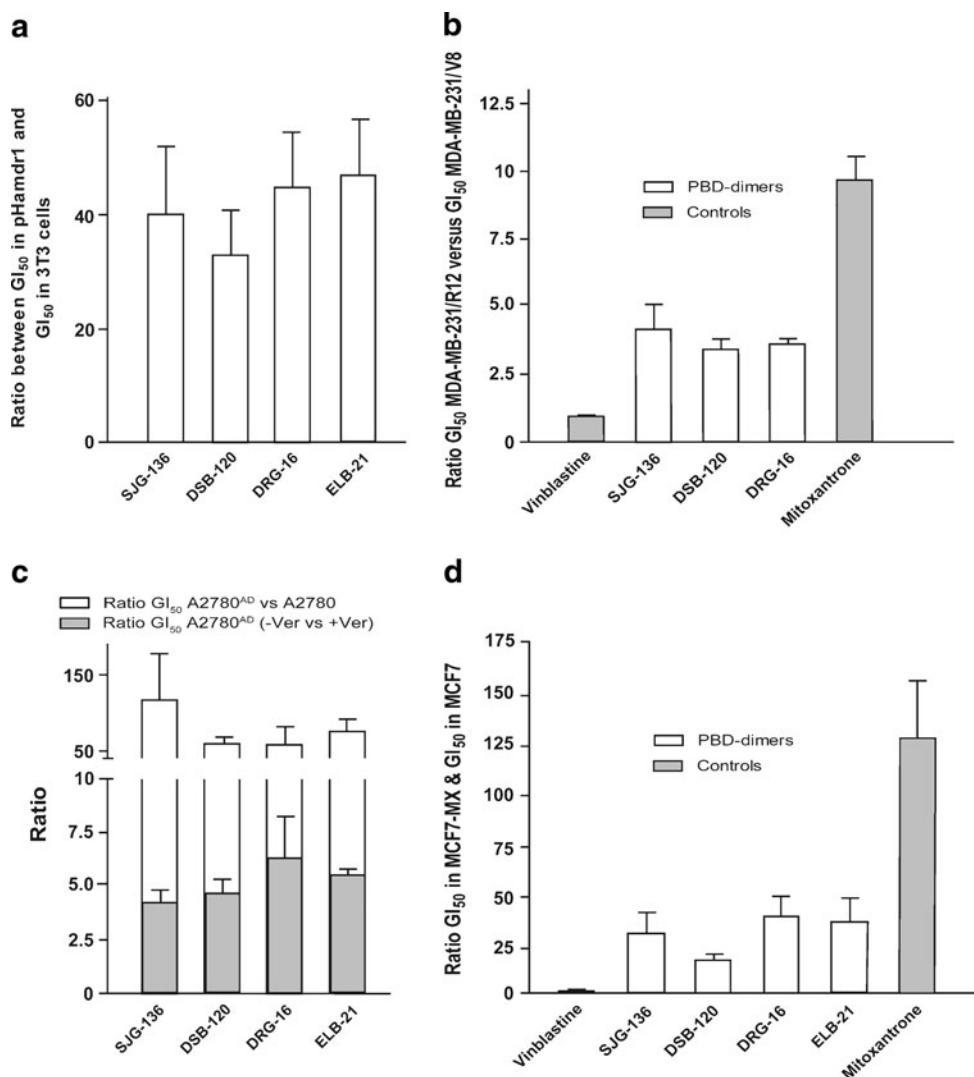 a
Ratio between GI₅₀ in pHamdr1 and
GI₅₀ in 3T3 cells
60
40
20
0
SJG-136
DSB-120
DRG-16
ELB-21
b
Ratio GI₅₀ MDA-MB-231/R12 versus GI₅₀ MDA-MB-231/V8
12.5
10
7.5
5.0
2.5
0
PBD-dimers
Controls
Vinblastine
SJG-136
DSB-120
DRG-16
Mitoxantrone
c
Ratio GI₅₀ A2780ᴬᴰ vs A2780
Ratio GI₅₀ A2780ᴬᴰ (-Ver vs +Ver)
Ratio
150
50
10
7.5
5.0
2.5
0
SJG-136
DSB-120
DRG-16
ELB-21
d
Ratio GI₅₀ in MCF7-MX & GI₅₀ in MCF7
175
150
125
100
75
50
25
0
PBD-dimers
Controls
Vinblastine
SJG-136
DSB-120
DRG-16
ELB-21
Mitoxantrone